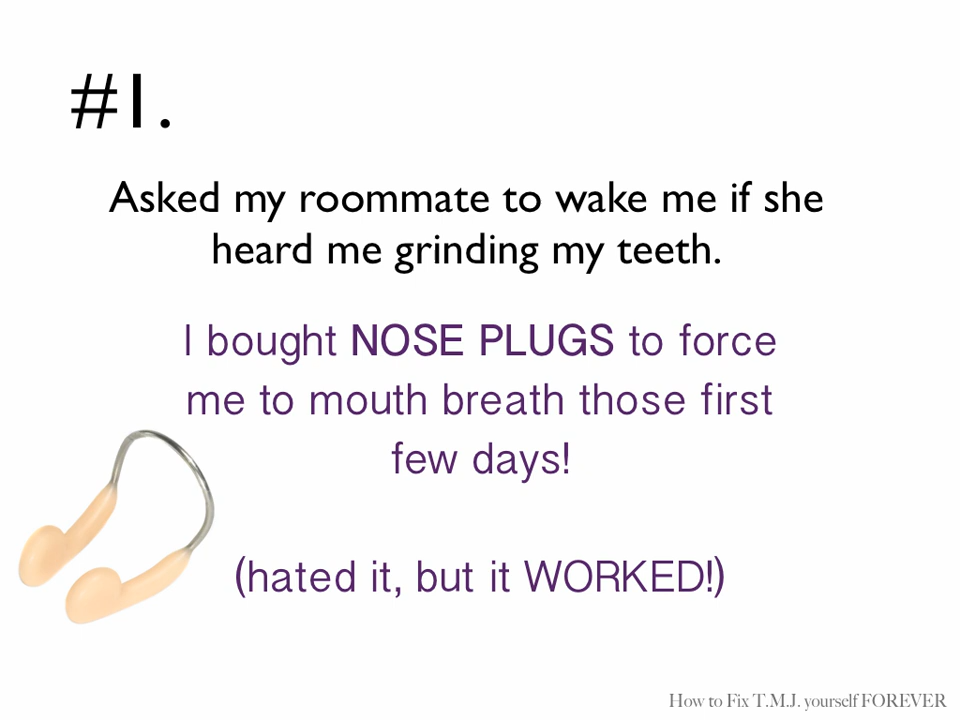 #1.
Asked my roommate to wake me if she
heard me grinding my teeth.
I bought NOSE PLUGS to force
me to mouth breath those first
few days!
(hated it, but it WORKED!)
How to Fix T.M.J. yourself FOREVER